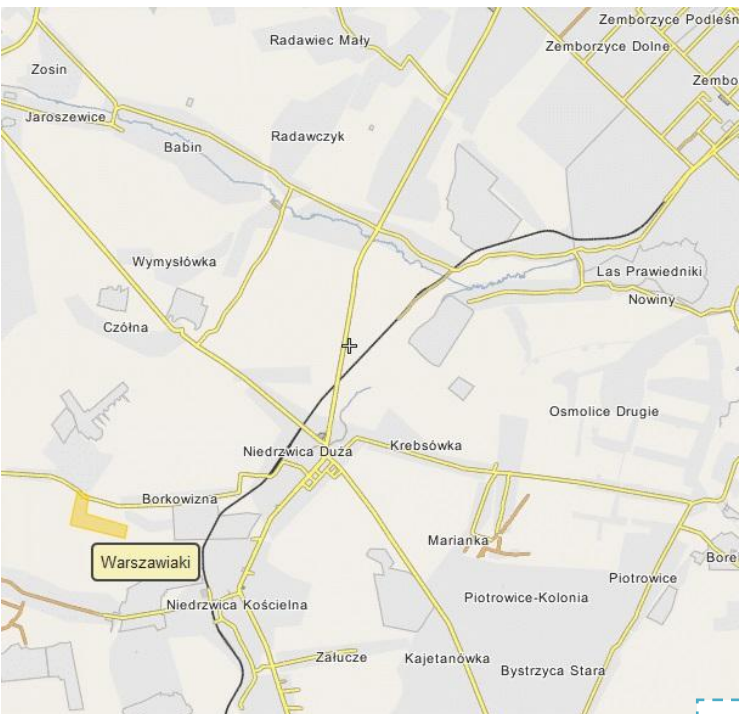 Zemborzyce Podleśn
Radawiec Mały
Zemborzyce Dolne
Zosin
Zembo
Jaroszewice
Radawczyk
Babin
Wymysłówka
Las Prawiedniki
Nowiny
Czółna
Osmolice Drugie
Krebsówka
Niedrzwica Duża
Borkowizna
Marianka
Borel
Warszawiaki
Piotrowice
Piotrowice-Kolonia
Niedrzwica Kościelna
Załucze
Kajetanówka
Bystrzyca Stara